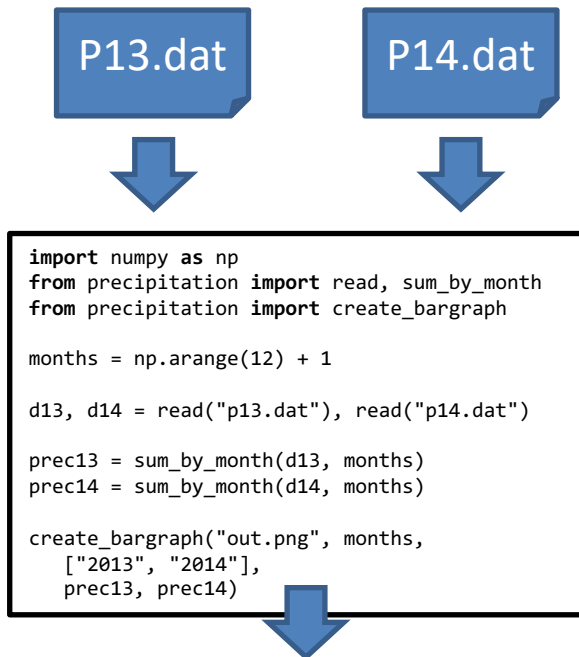 P13.dat
P14.dat
import numpy as np
from precipitation import read, sum_by_month
from precipitation import create_bargraph
months = np.arange(12) + 1
d13, d14 = read("p13.dat"), read("p14.dat")
prec13 = sum_by_month(d13, months)
prec14 = sum_by_month(d14, months)
create_bargraph("out.png", months,
["2013", "2014"],
prec13, prec14)